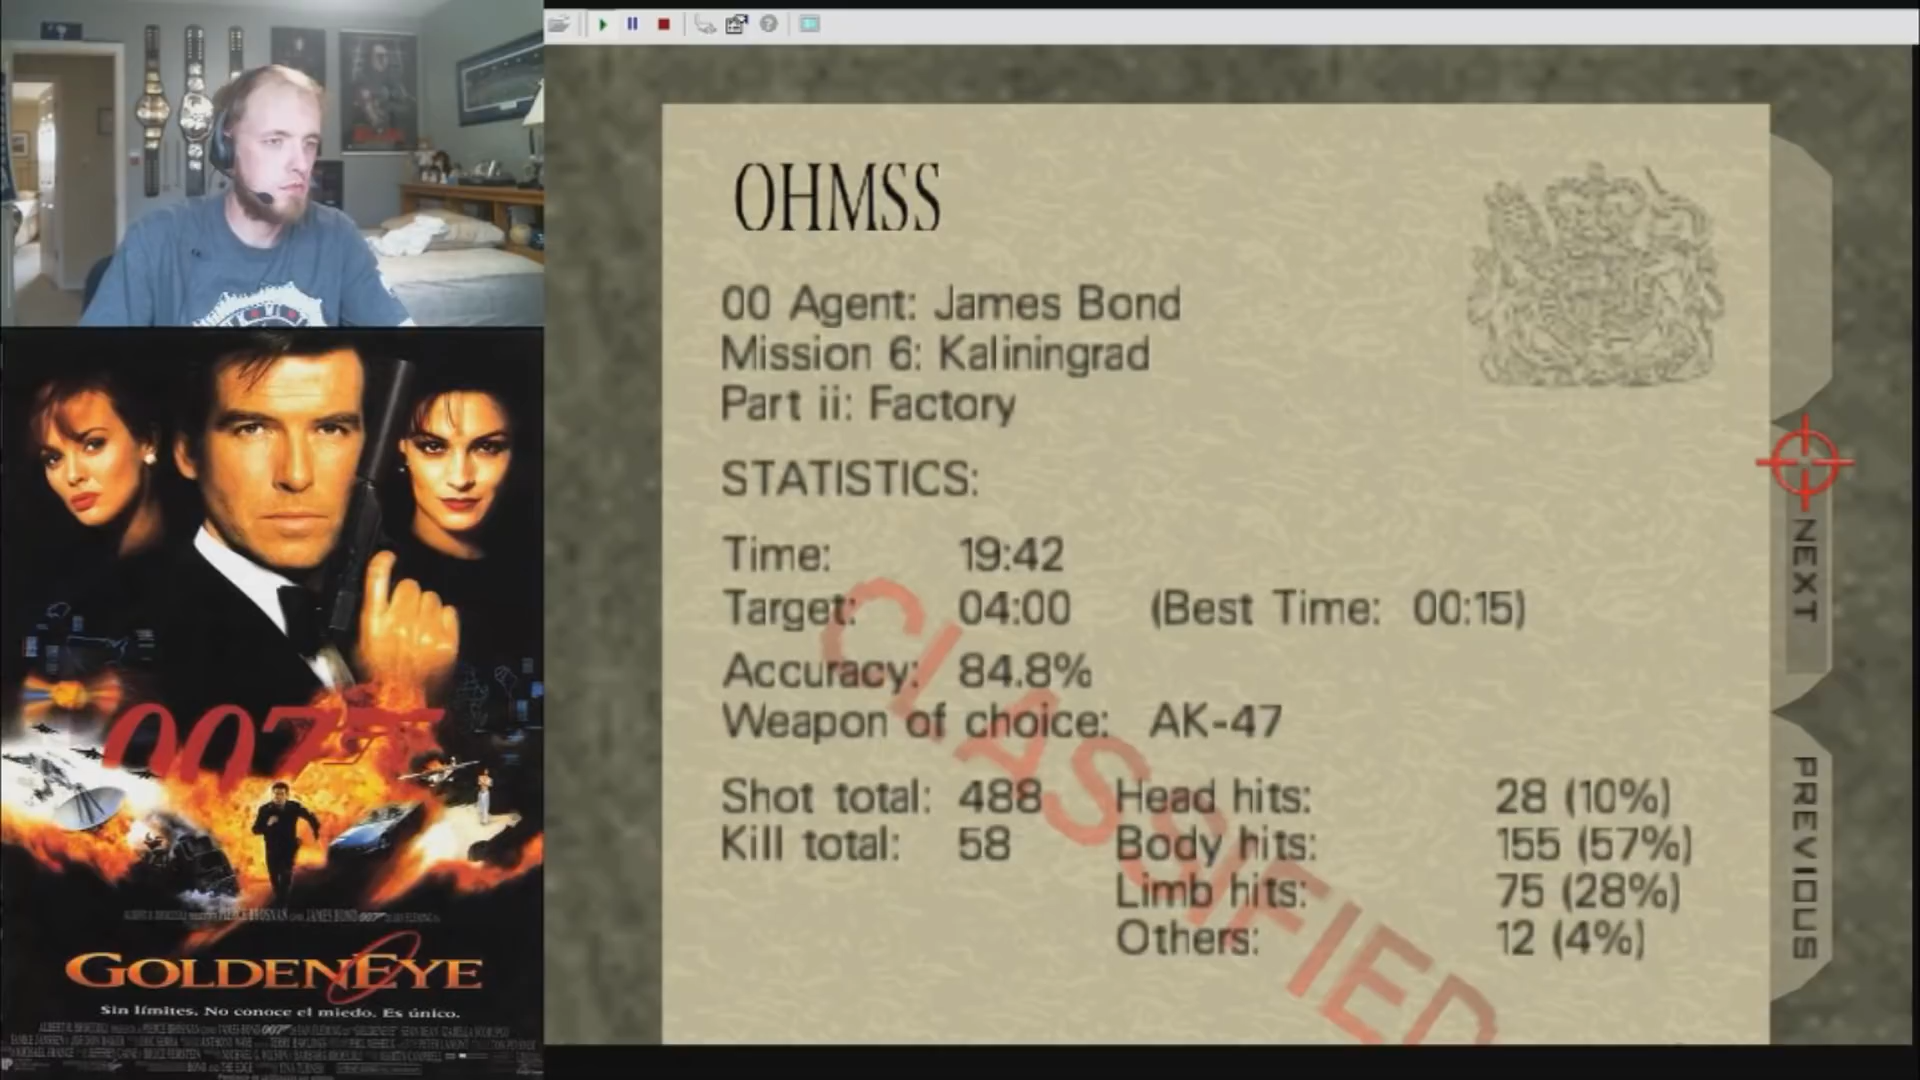 OHMSS
00 Agent: James Bond
Mission 6: Kaliningrad
Part ii: Factory
STATISTICS:
Time: 19:42
Target: 04:00 (Best Time: 00:15)
Accuracy: 84.8%
Weapon of choice: AK-47
Shot total: 488 Head hits: 28 (10%)
Kill total: 58 Body hits: 155 (57%)
Limb hits: 75 (28%)
Others: 12 (4%)
CLASSIFIED
NEXT
PREVIOUS
007
GOLDENEYE
Sin límites. No conoce el miedo. Es único.